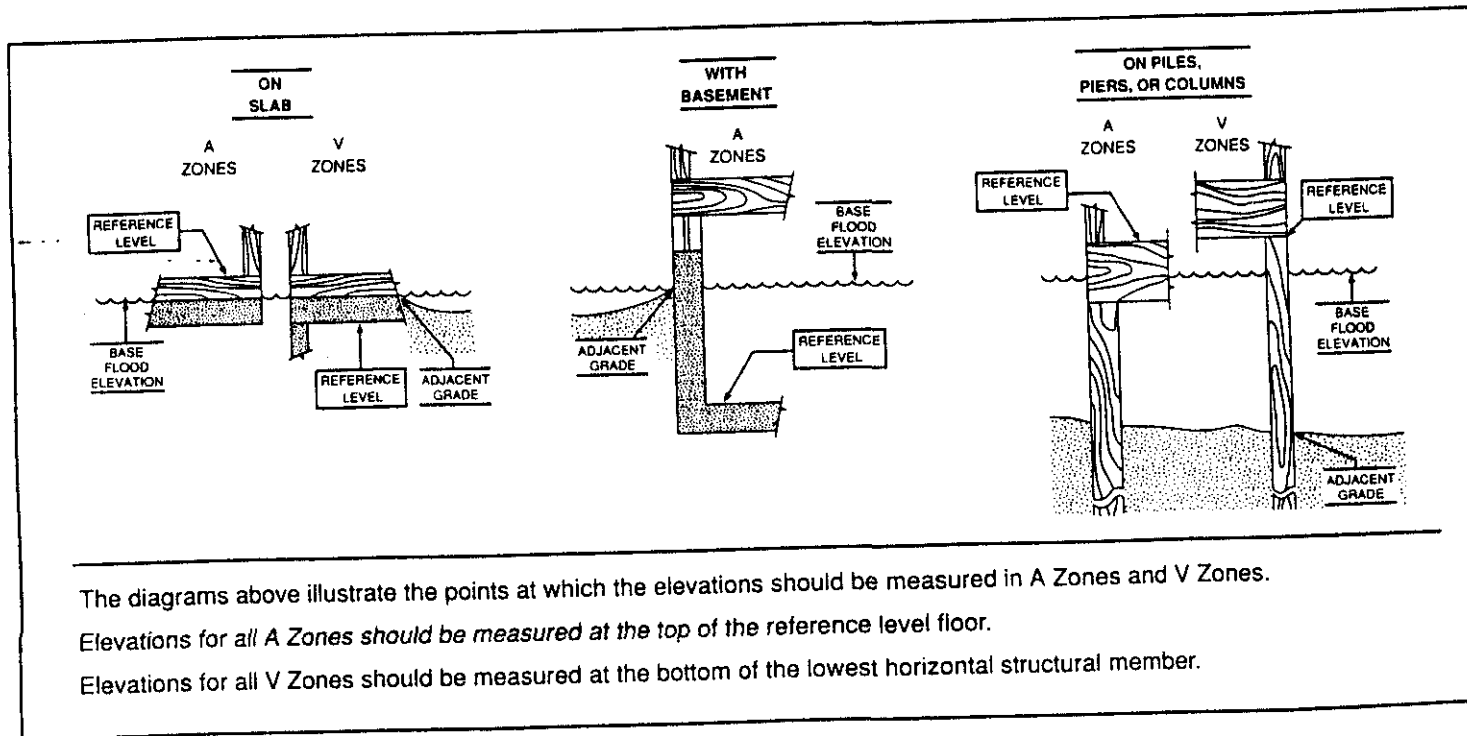 ON
SLAB
A
ZONES
V
ZONES
REFERENCE
LEVEL
BASE
FLOOD
ELEVATION
REFERENCE
LEVEL
ADJACENT
GRADE
WITH
BASEMENT
A
ZONES
BASE
FLOOD
ELEVATION
ADJACENT
GRADE
REFERENCE
LEVEL
ON PILES,
PIERS, OR COLUMNS
A
ZONES
V
ZONES
REFERENCE
LEVEL
REFERENCE
LEVEL
BASE
FLOOD
ELEVATION
ADJACENT
GRADE
The diagrams above illustrate the points at which the elevations should be measured in A Zones and V Zones.
Elevations for all A Zones should be measured at the top of the reference level floor.
Elevations for all V Zones should be measured at the bottom of the lowest horizontal structural member.